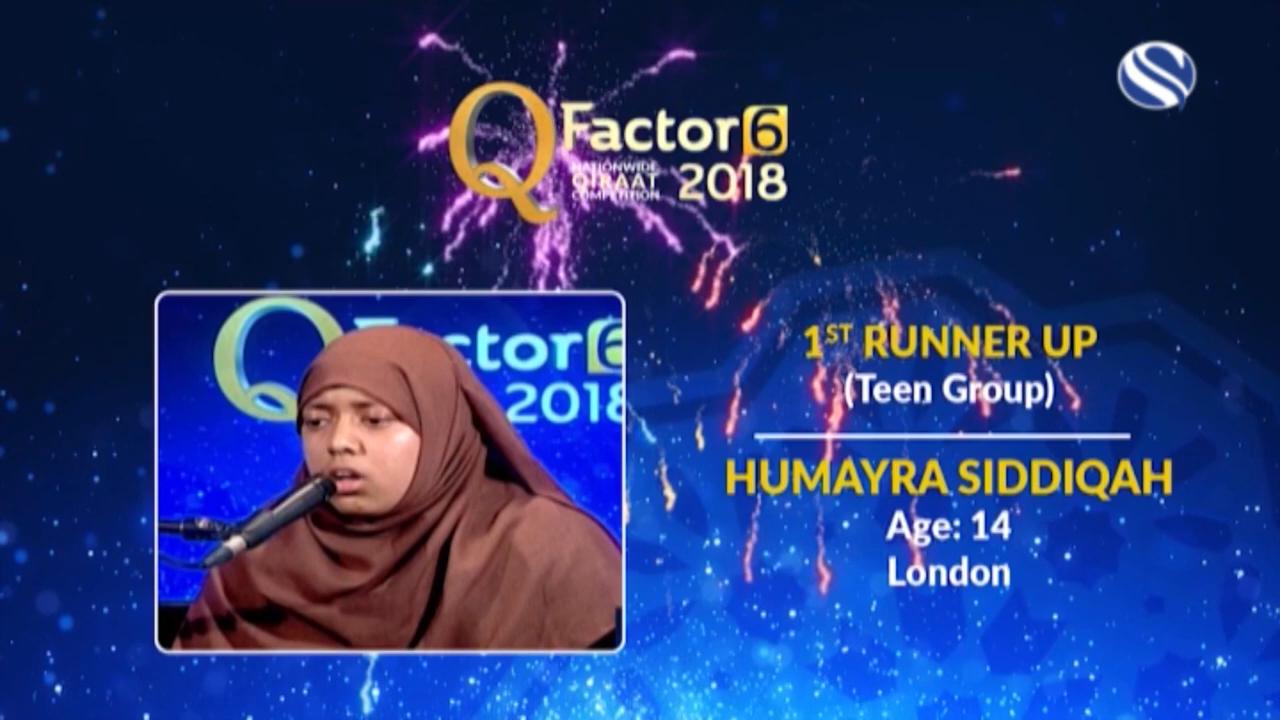 Q Factor 6
NATIONWIDE
QIRAAT
COMPETITION
2018
Q Factor 6
2018
1ST RUNNER UP
(Teen Group)
HUMAYRA SIDDIQAH
Age: 14
London